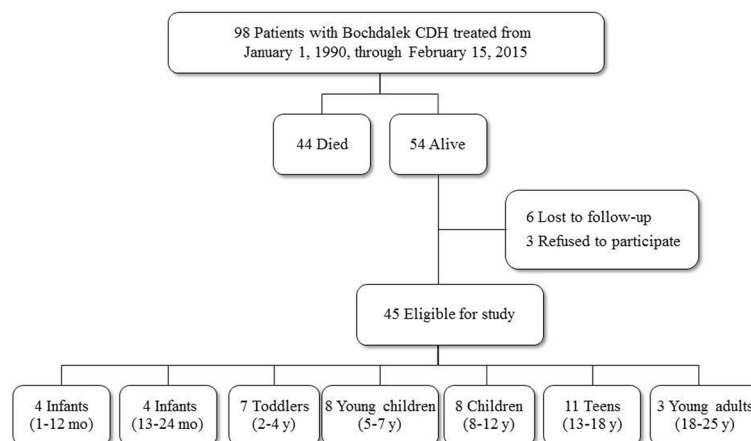 98 Patients with Bochdalek CDH treated from
January 1, 1990, through February 15, 2015
44 Died
54 Alive
6 Lost to follow-up
3 Refused to participate
45 Eligible for study
4 Infants
(1-12 mo)
4 Infants
(13-24 mo)
7 Toddlers
(2-4 y)
8 Young children
(5-7 y)
8 Children
(8-12 y)
11 Teens
(13-18 y)
3 Young adults
(18-25 y)